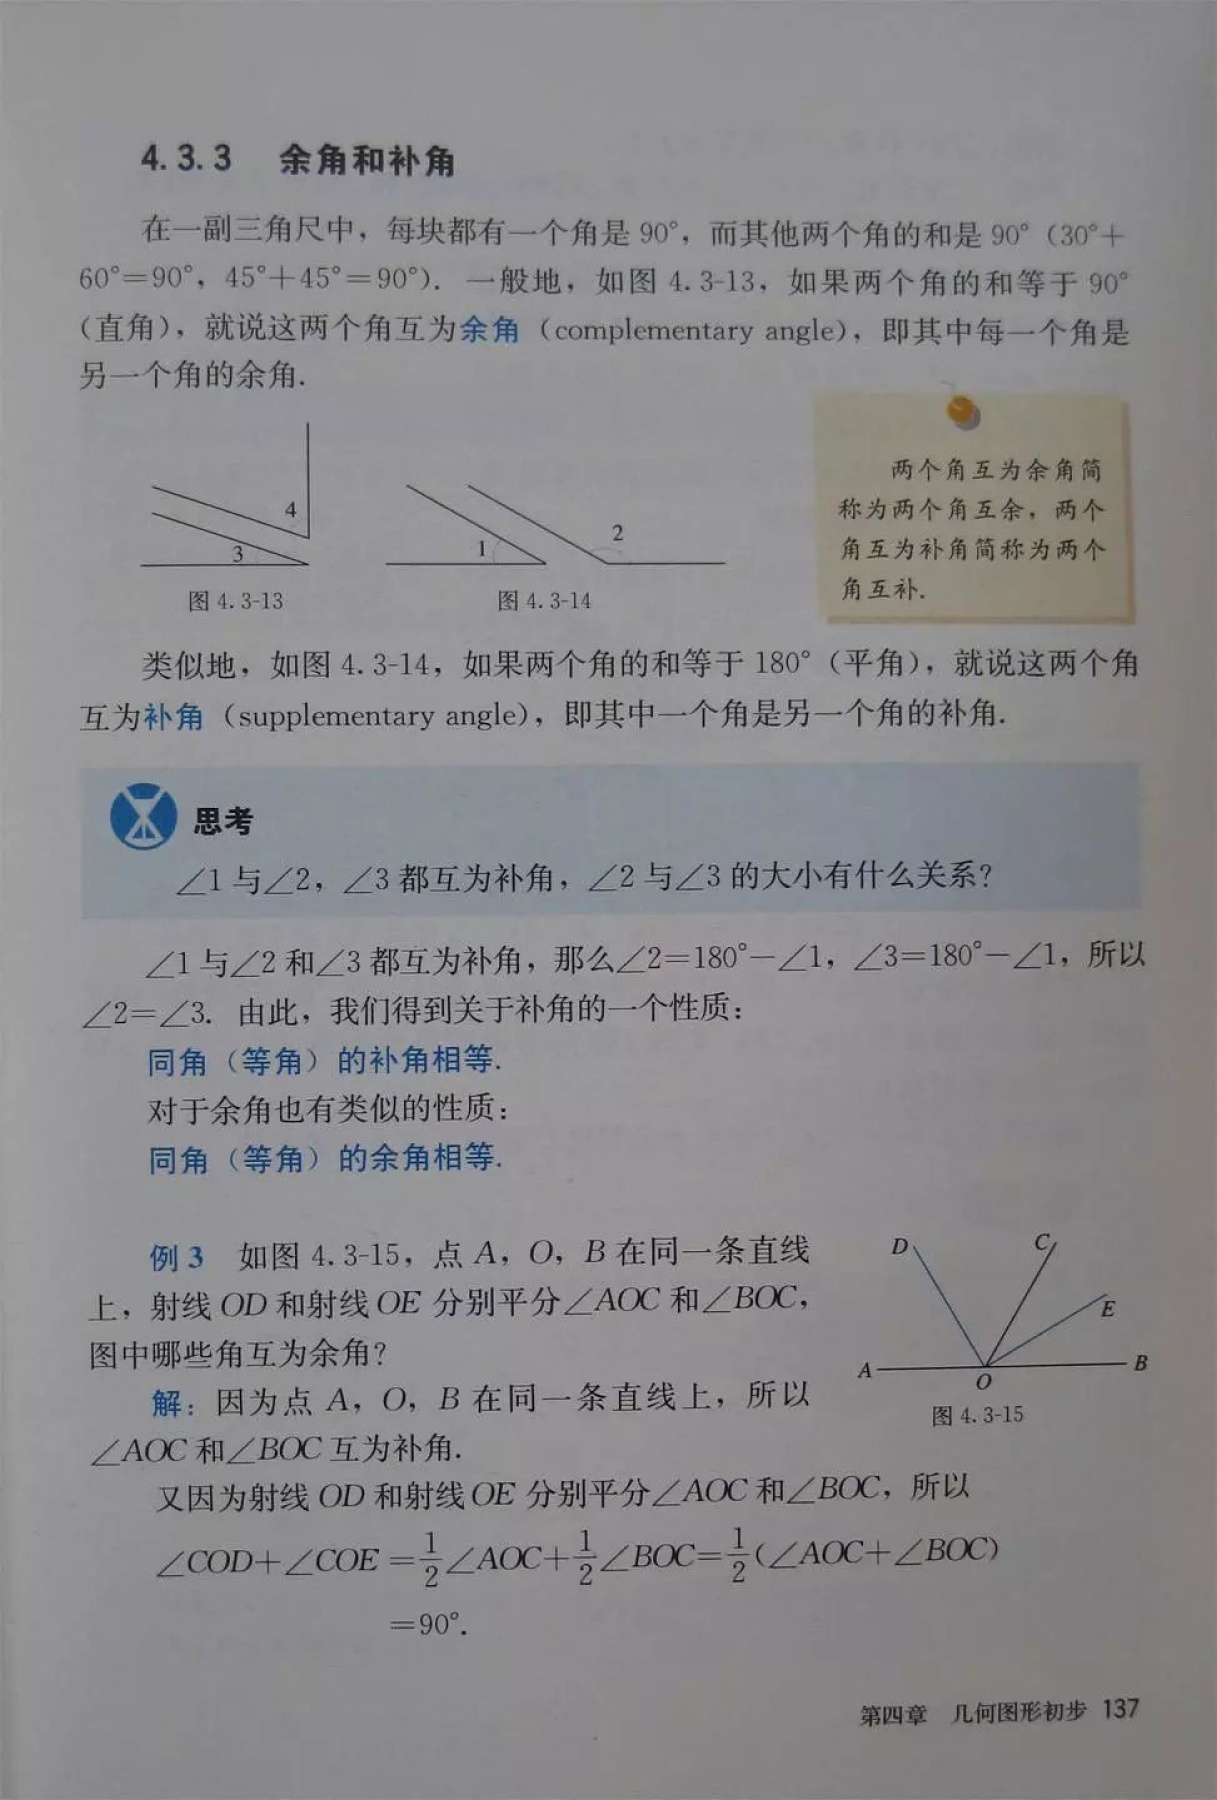 4.3.3 余角和补角
在一副三角尺中，每块都有一个角是 90°，而其他两个角的和是 90°（30°＋
60°＝90°，45°＋45°＝90°）. 一般地，如图 4.3-13，如果两个角的和等于 90°
（直角），就说这两个角互为余角（complementary angle），即其中每一个角是
另一个角的余角.
4
3
图 4.3-13
1
2
图 4.3-14
两个角互为余角简
称为两个角互余，两个
角互为补角简称为两个
角互补.
类似地，如图 4.3-14，如果两个角的和等于 180°（平角），就说这两个角
互为补角（supplementary angle），即其中一个角是另一个角的补角.
思考
∠1 与∠2，∠3 都互为补角，∠2 与∠3 的大小有什么关系？
∠1 与∠2 和∠3 都互为补角，那么∠2＝180°－∠1，∠3＝180°－∠1，所以
∠2＝∠3. 由此，我们得到关于补角的一个性质：
同角（等角）的补角相等.
对于余角也有类似的性质：
同角（等角）的余角相等.
例 3 如图 4.3-15，点 A，O，B 在同一条直线
上，射线 OD 和射线 OE 分别平分∠AOC 和∠BOC，
图中哪些角互为余角？
D
C
E
A
O
B
图 4.3-15
解：因为点 A，O，B 在同一条直线上，所以
∠AOC 和∠BOC 互为补角.
又因为射线 OD 和射线 OE 分别平分∠AOC 和∠BOC，所以
∠COD＋∠COE＝1/2∠AOC＋1/2∠BOC＝1/2(∠AOC＋∠BOC)
＝90°.
第四章 几何图形初步 137